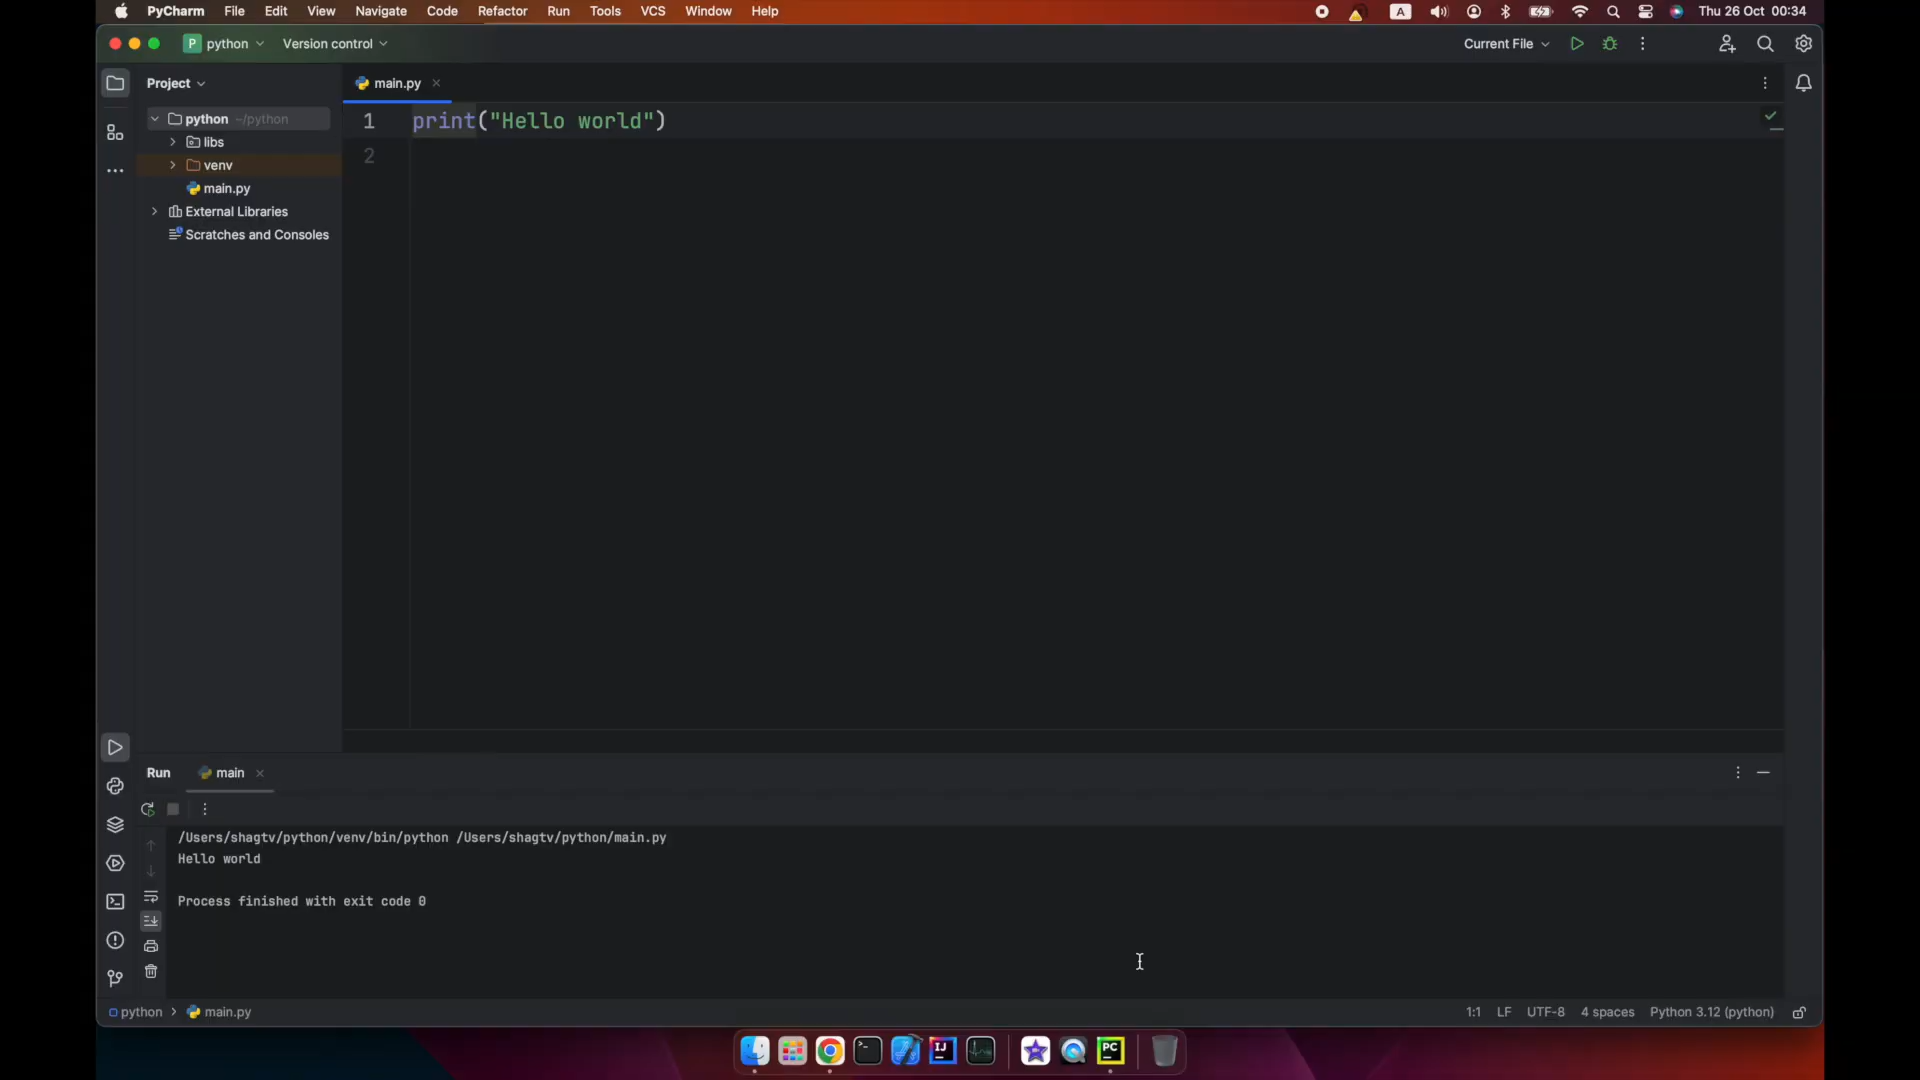 PyCharm File Edit View Navigate Code Refactor Run Tools VCS Window Help A Thu 26 Oct 00:34
P python Version control Current File
Project main.py
python ~/python
libs
venv
main.py
External Libraries
Scratches and Consoles
1 print("Hello world")
2
Run main
/Users/shagtv/python/venv/bin/python /Users/shagtv/python/main.py
Hello world
Process finished with exit code 0
python main.py 1:1 LF UTF-8 4 spaces Python 3.12 (python)
IJ PC